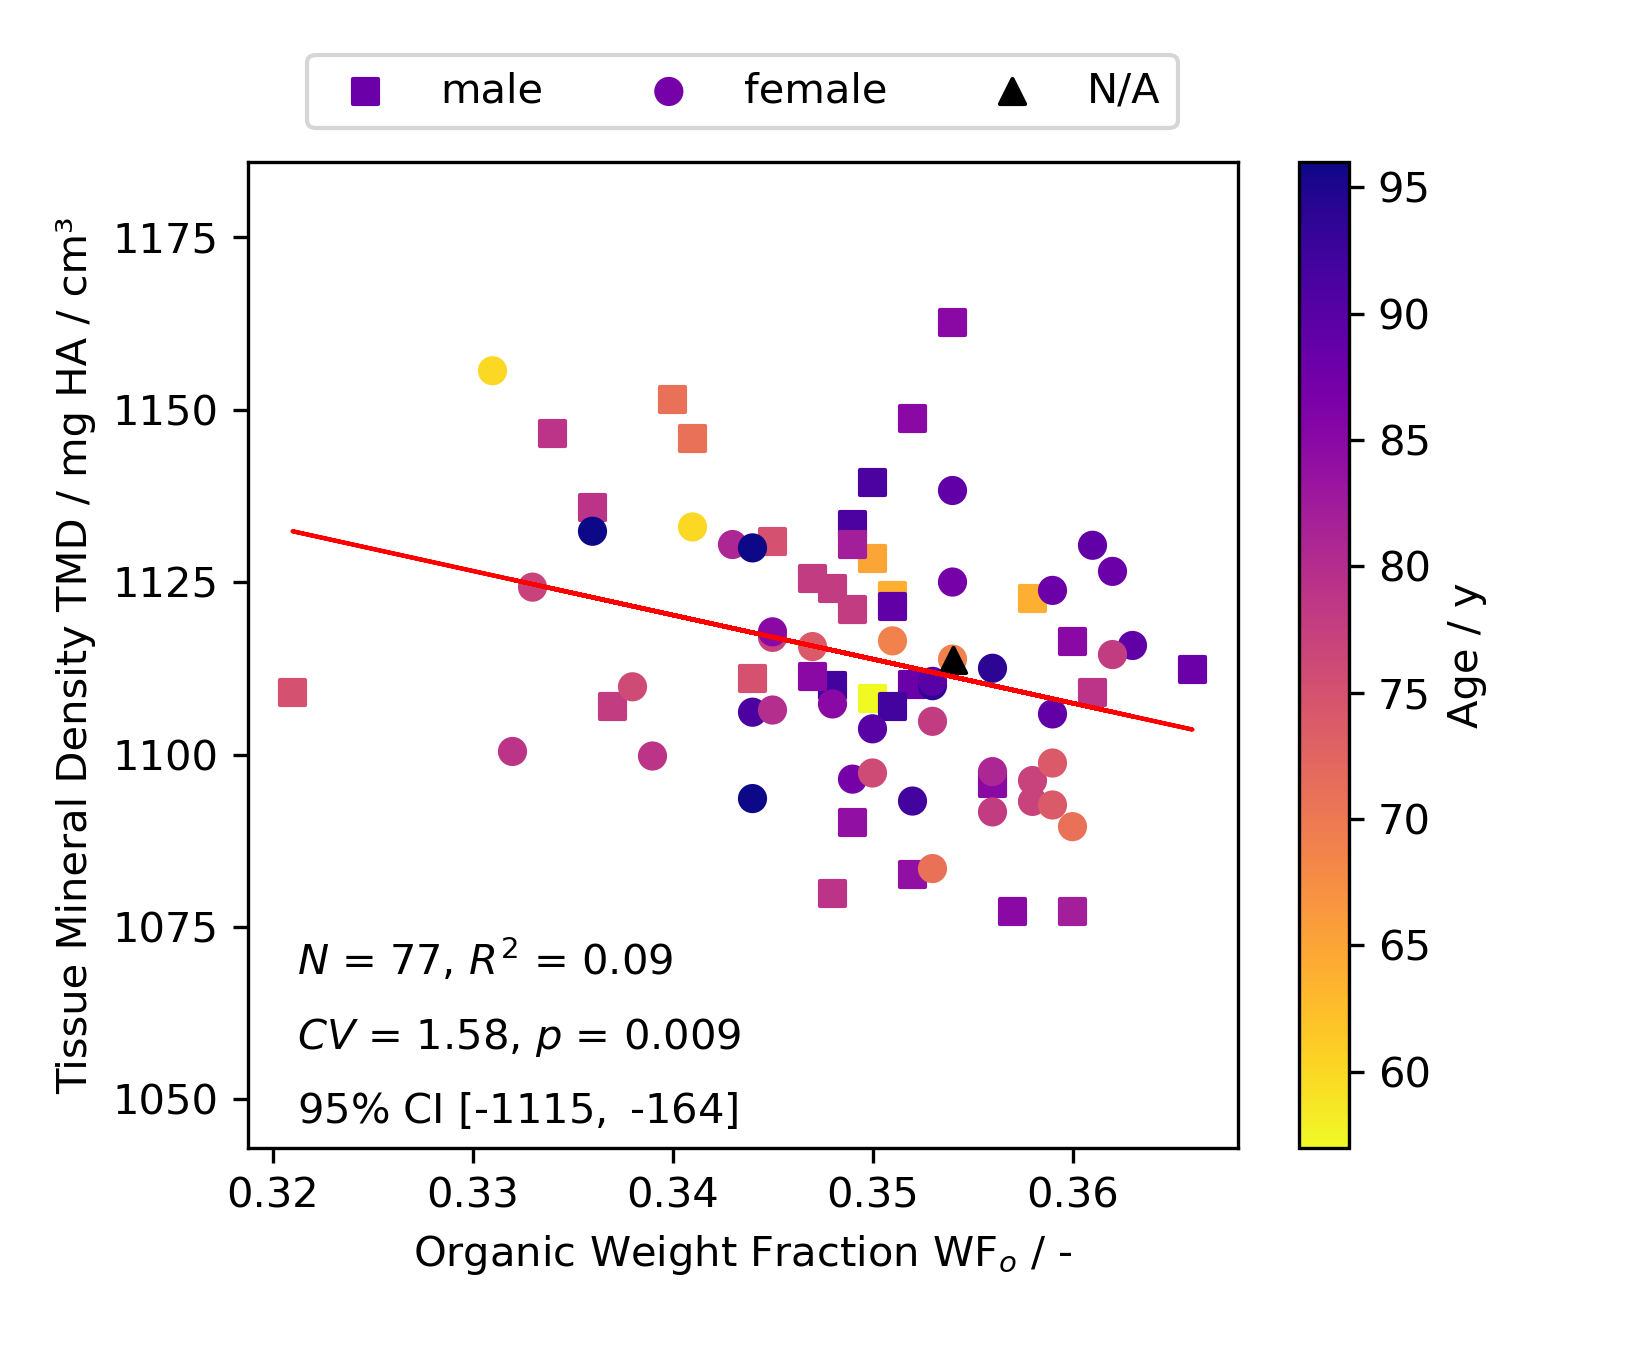 male female N/A
Tissue Mineral Density TMD / mg HA / cm³
1175
1150
1125
1100
1075
1050
N = 77, R² = 0.09
CV = 1.58, p = 0.009
95% CI [-1115, -164]
0.32 0.33 0.34 0.35 0.36
Organic Weight Fraction WFₒ / -
95
90
85
80
75
70
65
60
Age / y